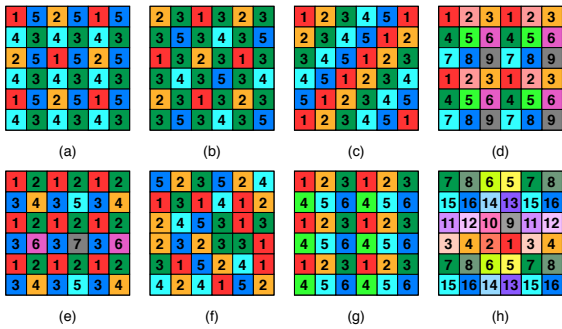 1 5 2 5 1 5
4 3 4 3 4 3
2 5 1 5 2 5
4 3 4 3 4 3
1 5 2 5 1 5
4 3 4 3 4 3
(a)
2 3 1 3 2 3
3 5 3 4 3 5
1 3 2 3 1 3
3 4 3 5 3 4
2 3 1 3 2 3
3 5 3 4 3 5
(b)
1 2 3 4 5 1
2 3 4 5 1 2
3 4 5 1 2 3
4 5 1 2 3 4
5 1 2 3 4 5
1 2 3 4 5 1
(c)
1 2 3 1 2 3
4 5 6 4 5 6
7 8 9 7 8 9
1 2 3 1 2 3
4 5 6 4 5 6
7 8 9 7 8 9
(d)
1 2 1 2 1 2
3 4 3 5 3 4
1 2 1 2 1 2
3 6 3 7 3 6
1 2 1 2 1 2
3 4 3 5 3 4
(e)
5 2 3 5 2 4
1 3 1 4 1 2
2 4 5 3 1 3
2 3 2 3 3 1
3 1 5 2 4 1
4 2 4 1 5 2
(f)
1 2 3 1 2 3
4 5 6 4 5 6
1 2 3 1 2 3
4 5 6 4 5 6
1 2 3 1 2 3
4 5 6 4 5 6
(g)
7 8 6 5 7 8
15 16 14 13 15 16
11 12 10 9 11 12
3 4 2 1 3 4
7 8 6 5 7 8
15 16 14 13 15 16
(h)